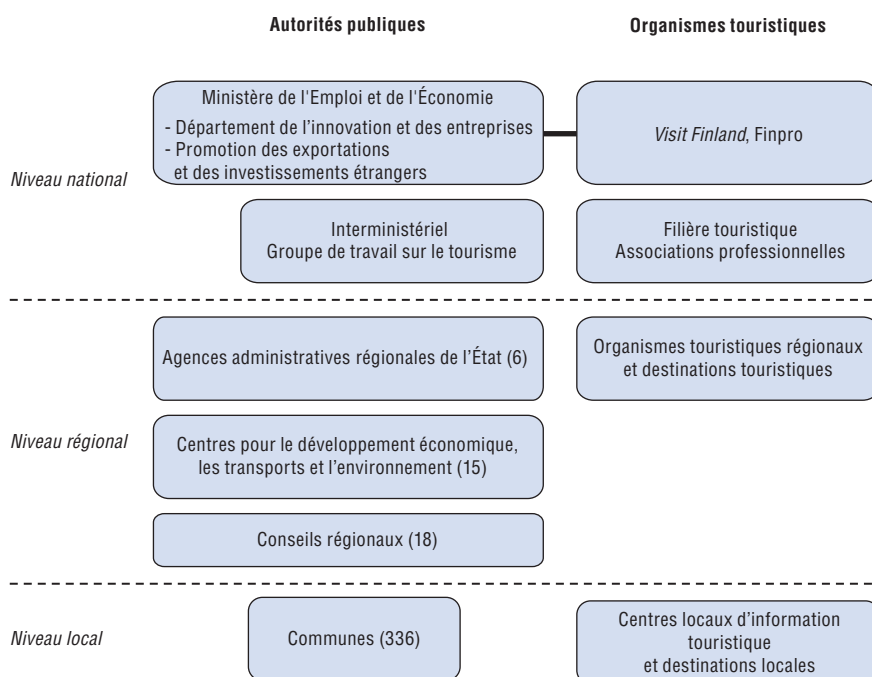 Autorités publiques
Organismes touristiques
Niveau national
Ministère de l'Emploi et de l'Économie
- Département de l’innovation et des entreprises
- Promotion des exportations
et des investissements étrangers
Visit Finland, Finpro
Interministériel
Groupe de travail sur le tourisme
Filière touristique
Associations professionnelles
Niveau régional
Agences administratives régionales de l’État (6)
Organismes touristiques régionaux
et destinations touristiques
Centres pour le développement économique,
les transports et l’environnement (15)
Conseils régionaux (18)
Niveau local
Communes (336)
Centres locaux d’information
touristique
et destinations locales